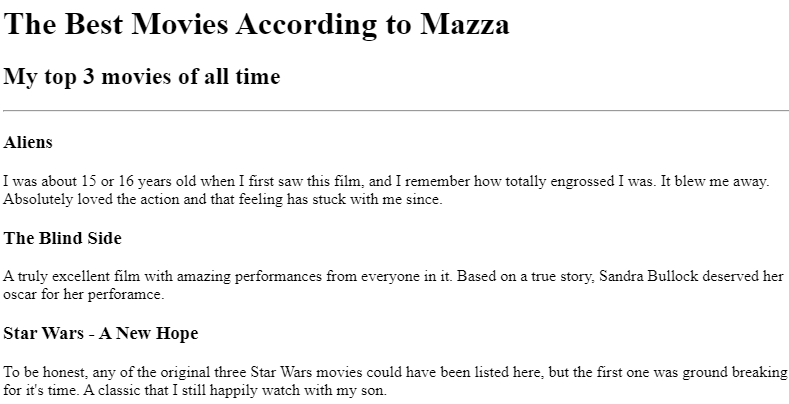 The Best Movies According to Mazza
My top 3 movies of all time
Aliens
I was about 15 or 16 years old when I first saw this film, and I remember how totally engrossed I was. It blew me away.
Absolutely loved the action and that feeling has stuck with me since.
The Blind Side
A truly excellent film with amazing performances from everyone in it. Based on a true story, Sandra Bullock deserved her
oscar for her perforamce.
Star Wars - A New Hope
To be honest, any of the original three Star Wars movies could have been listed here, but the first one was ground breaking
for it's time. A classic that I still happily watch with my son.